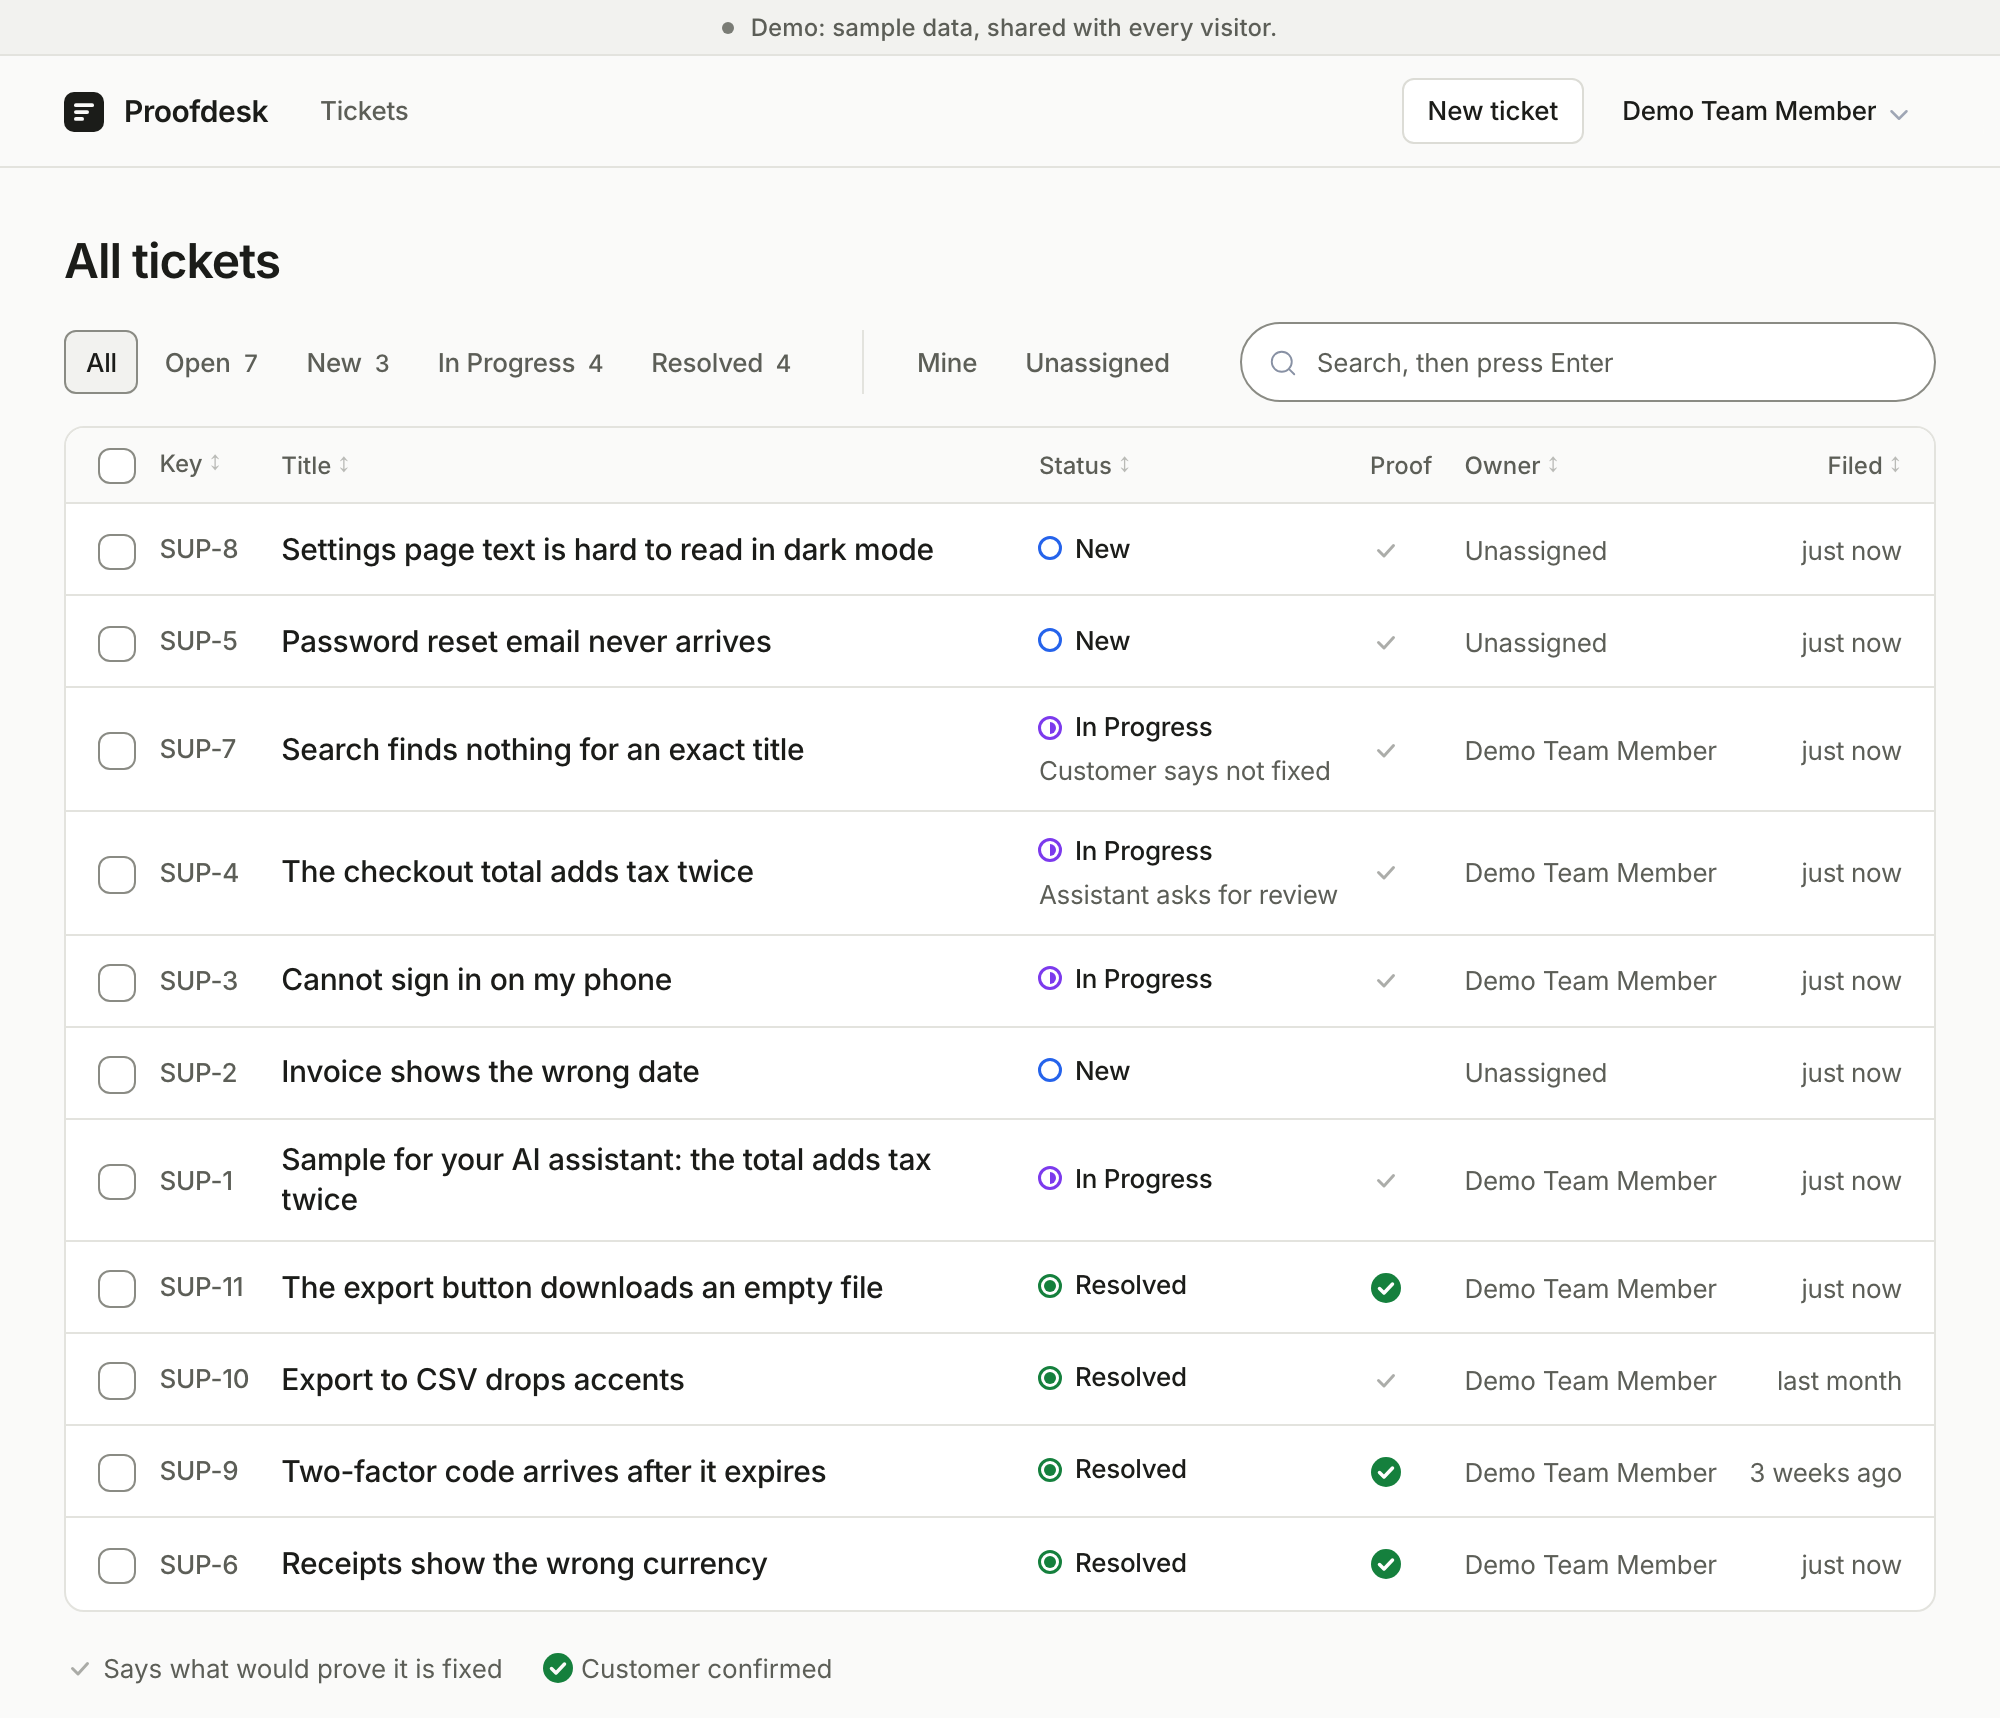 Demo: sample data, shared with every visitor.
Proofdesk Tickets New ticket Demo Team Member
All tickets
All Open 7 New 3 In Progress 4 Resolved 4 Mine Unassigned Search, then press Enter
Key Title Status Proof Owner Filed
SUP-8 Settings page text is hard to read in dark mode New Unassigned just now
SUP-5 Password reset email never arrives New Unassigned just now
SUP-7 Search finds nothing for an exact title In Progress Demo Team Member just now
Customer says not fixed
SUP-4 The checkout total adds tax twice In Progress Demo Team Member just now
Assistant asks for review
SUP-3 Cannot sign in on my phone In Progress Demo Team Member just now
SUP-2 Invoice shows the wrong date New Unassigned just now
SUP-1 Sample for your AI assistant: the total adds tax In Progress Demo Team Member just now
twice
SUP-11 The export button downloads an empty file Resolved Demo Team Member just now
SUP-10 Export to CSV drops accents Resolved Demo Team Member last month
SUP-9 Two-factor code arrives after it expires Resolved Demo Team Member 3 weeks ago
SUP-6 Receipts show the wrong currency Resolved Demo Team Member just now
Says what would prove it is fixed Customer confirmed